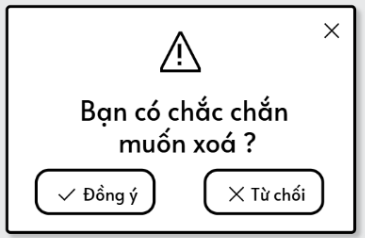 Bạn có chắc chắn
muốn xoá ?
Đồng ý
Từ chối